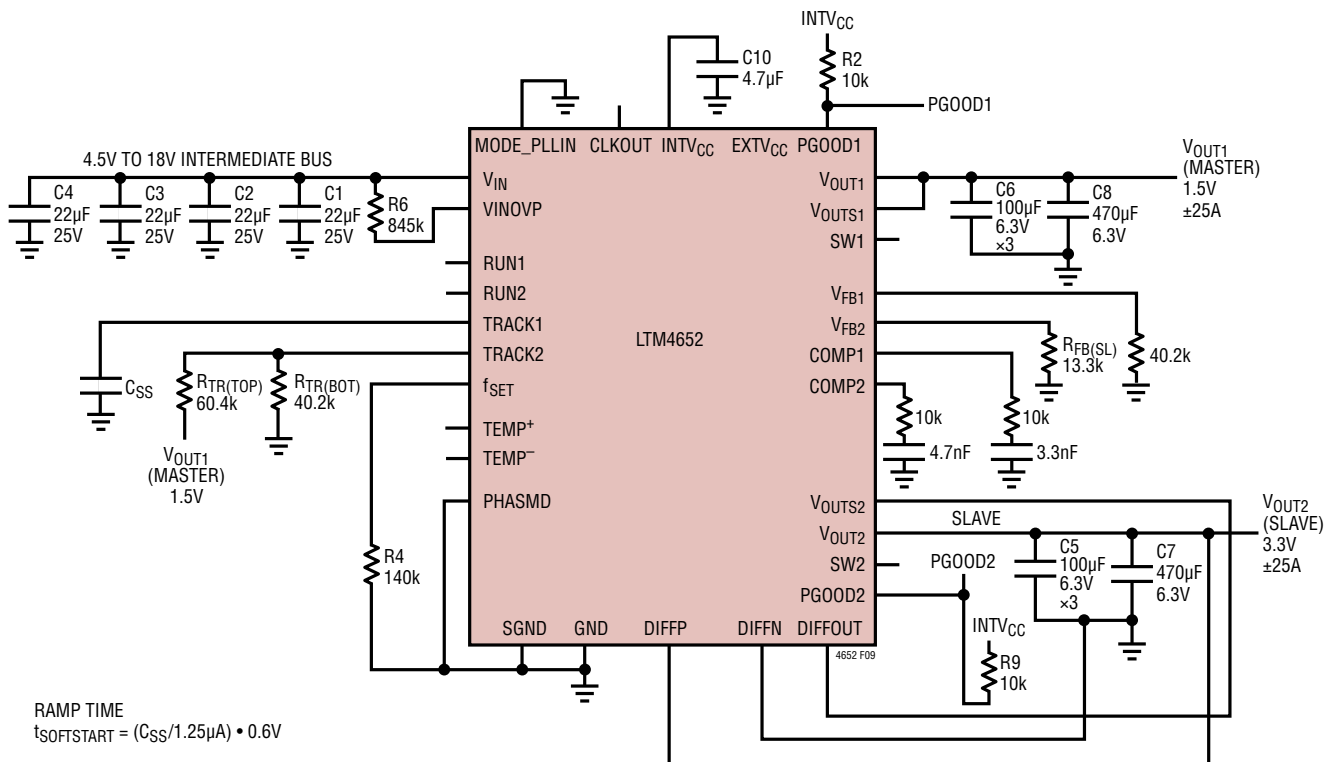 INTVCC
C10
4.7µF
R2
10k
PGOOD1
MODE_PLLIN CLKOUT INTVCC EXTVCC PGOOD1
4.5V TO 18V INTERMEDIATE BUS
C4
22µF
25V
C3
22µF
25V
C2
22µF
25V
C1
22µF
25V
R6
845k
VIN
VINOVP
RUN1
RUN2
TRACK1
TRACK2
fSET
TEMP+
TEMP–
PHASMD
LTM4652
VOUT1
VOUTS1
SW1
VFB1
VFB2
COMP1
COMP2
VOUTS2
VOUT2
SW2
PGOOD2
C6
100µF
6.3V
×3
C8
470µF
6.3V
VOUT1
(MASTER)
1.5V
±25A
RFB(SL)
13.3k
40.2k
CSS
RTR(TOP)
60.4k
RTR(BOT)
40.2k
VOUT1
(MASTER)
1.5V
10k
4.7nF
10k
3.3nF
SLAVE
VOUT2
(SLAVE)
3.3V
±25A
PGOOD2
C5
100µF
6.3V
×3
C7
470µF
6.3V
R4
140k
INTVCC
R9
10k
SGND GND DIFFP DIFFN DIFFOUT
4652 F09
RAMP TIME
tSOFTSTART = (CSS/1.25µA) • 0.6V